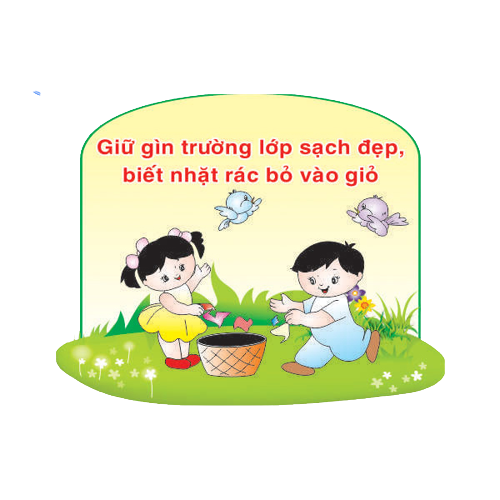 Giữ gìn trường lớp sạch đẹp,
biết nhặt rác bỏ vào giỏ